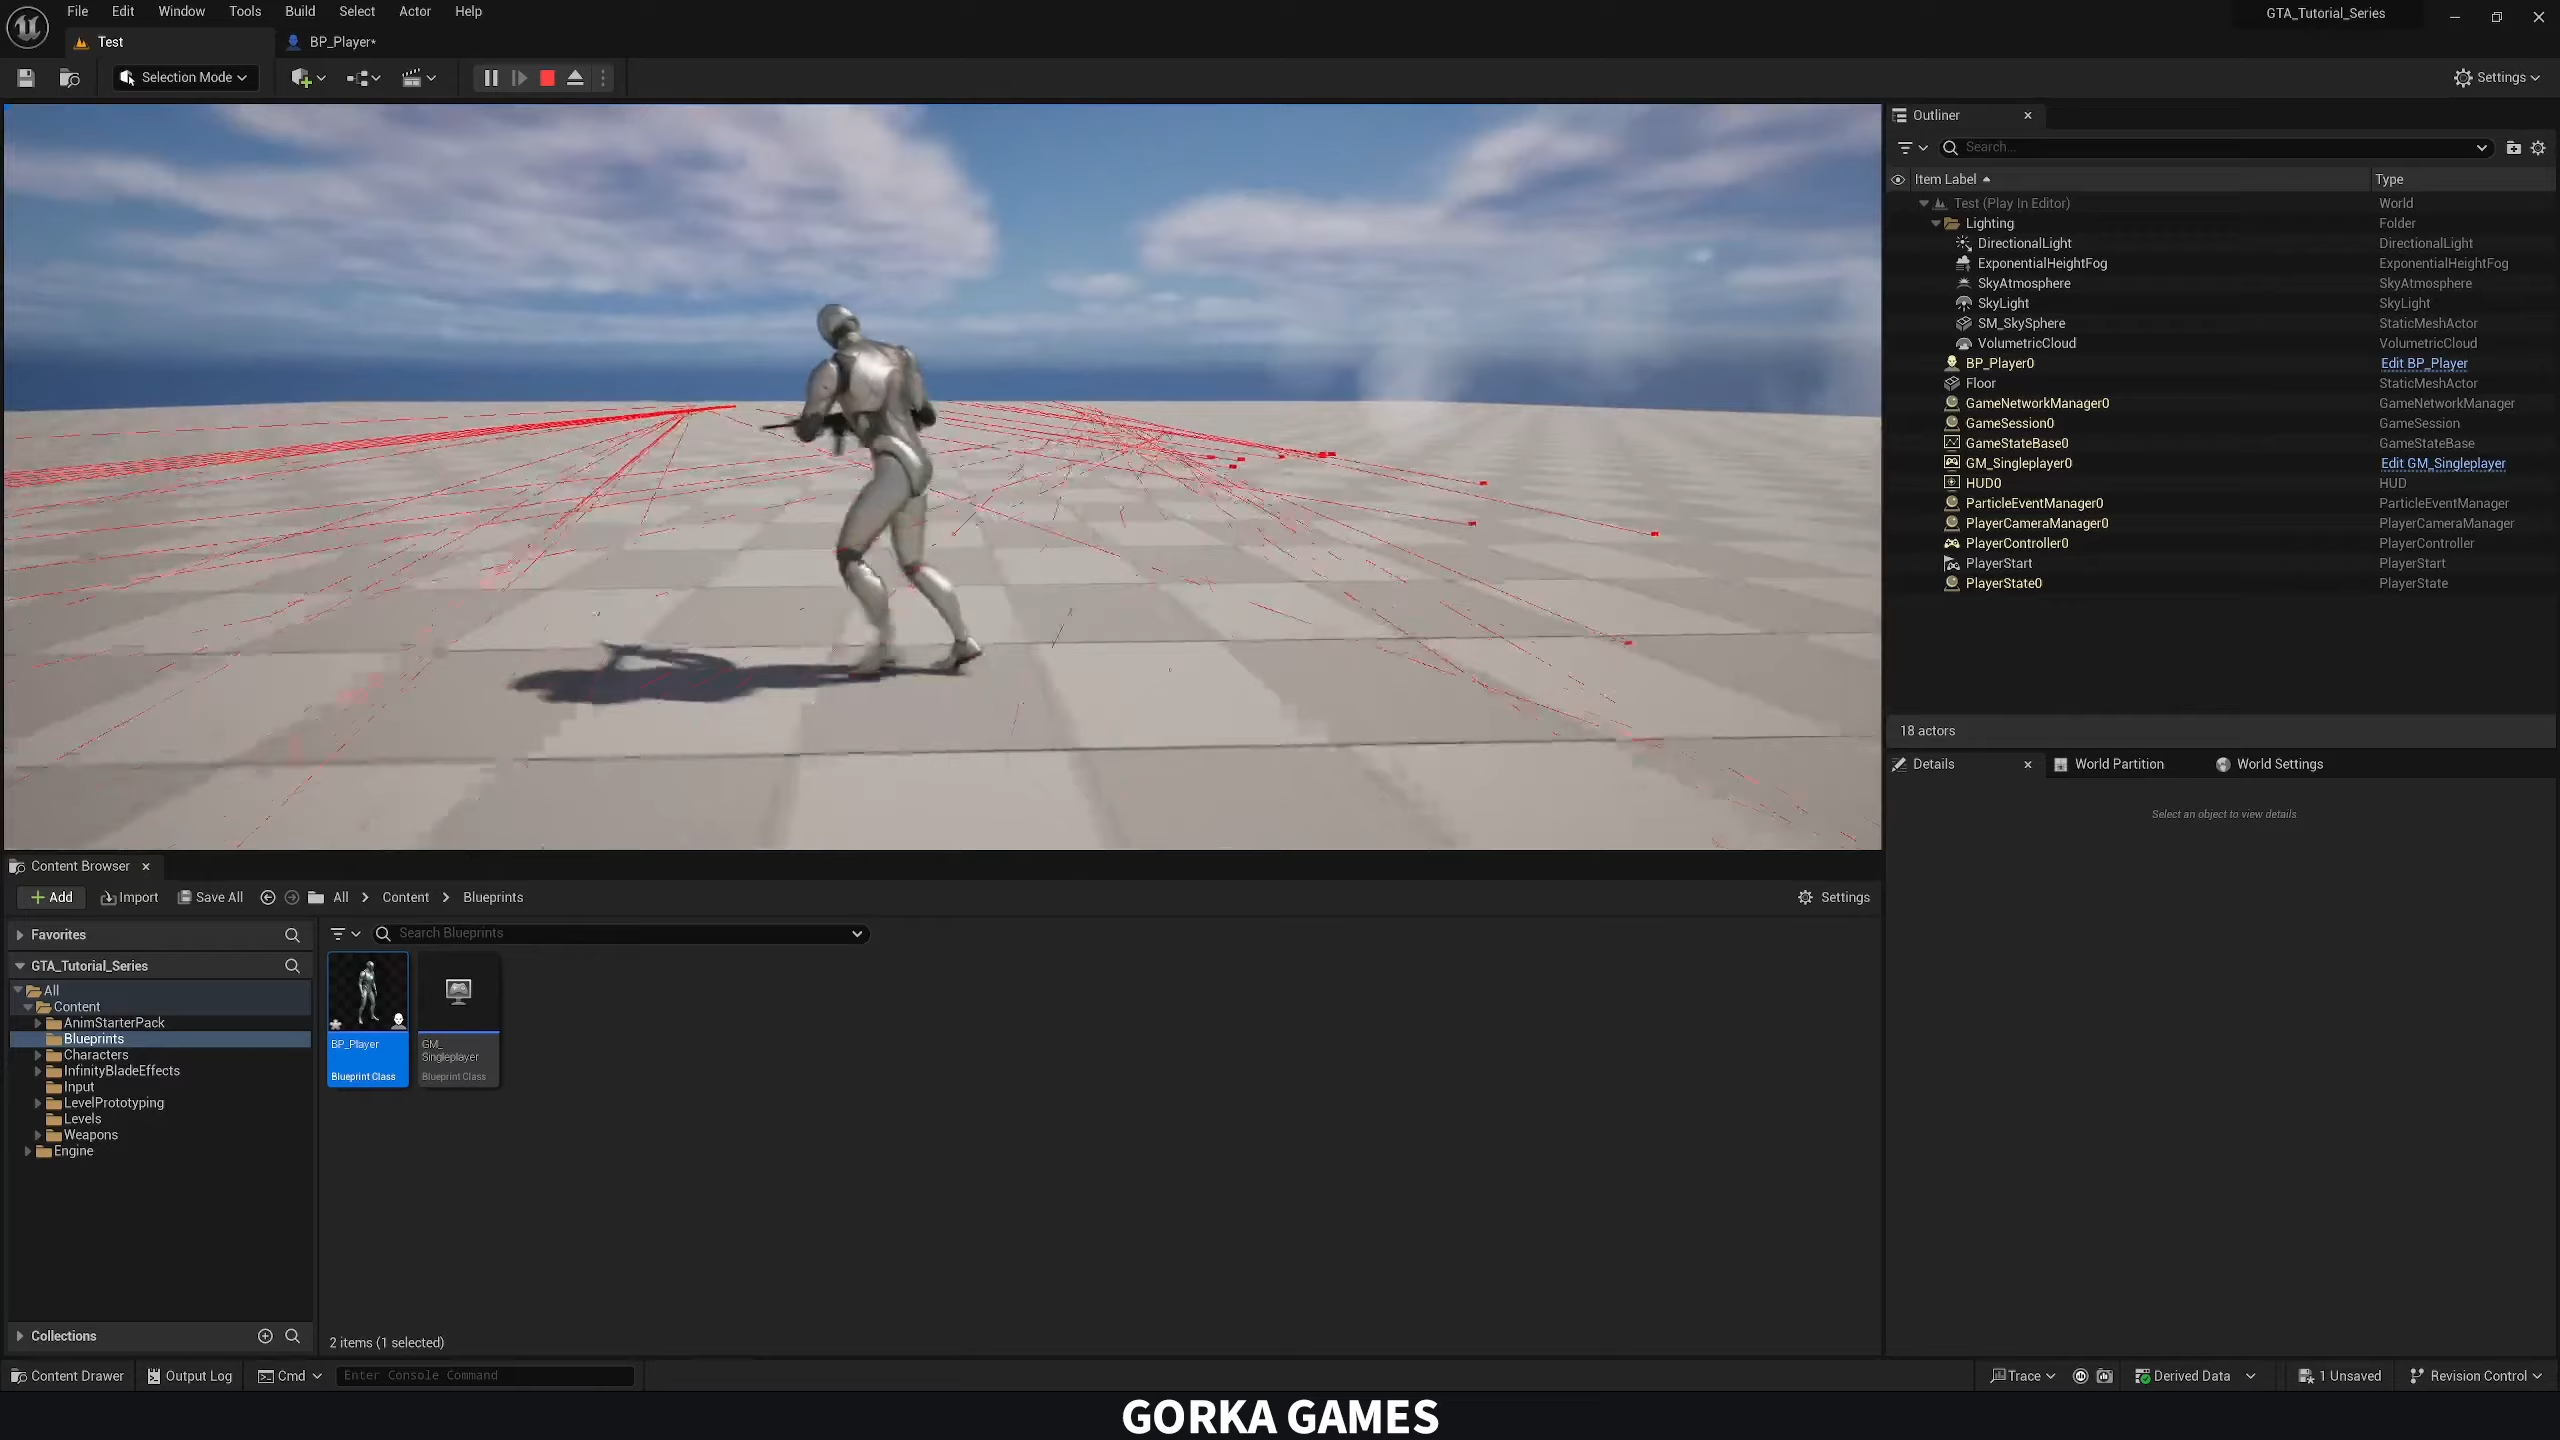 File Edit Window Tools Build Select Actor Help
GTA_Tutorial_Series
Test
BP_Player*
Selection Mode
Settings
Outliner
Search...
Item Label
Type
Test (Play In Editor)
World
Lighting
Folder
DirectionalLight
DirectionalLight
ExponentialHeightFog
ExponentialHeightFog
SkyAtmosphere
SkyAtmosphere
SkyLight
SkyLight
SM_SkySphere
StaticMeshActor
VolumetricCloud
VolumetricCloud
BP_Player0
Edit BP_Player
Floor
StaticMeshActor
GameNetworkManager0
GameNetworkManager
GameSession0
GameSession
GameStateBase0
GameStateBase
GM_Singleplayer0
Edit GM_Singleplayer
HUD0
HUD
ParticleEventManager0
ParticleEventManager
PlayerCameraManager0
PlayerCameraManager
PlayerController0
PlayerController
PlayerStart
PlayerStart
PlayerState0
PlayerState
18 actors
Details
World Partition
World Settings
Select an object to view details
Content Browser
Add
Import
Save All
All
Content
Blueprints
Settings
Favorites
Search Blueprints
GTA_Tutorial_Series
All
Content
AnimStarterPack
Blueprints
Characters
InfinityBladeEffects
Input
LevelPrototyping
Levels
Weapons
Engine
BP_Player
Blueprint Class
GM_
Singleplayer
Blueprint Class
Collections
2 items (1 selected)
Content Drawer
Output Log
Cmd
Enter Console Command
Trace
Derived Data
1 Unsaved
Revision Control
GORKA GAMES